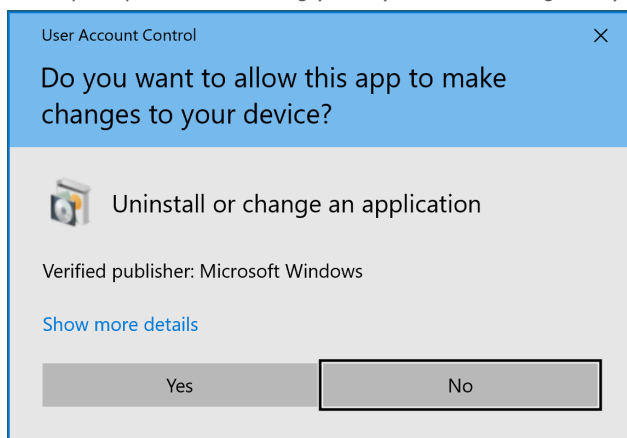 User Account Control
Do you want to allow this app to make
changes to your device?
Uninstall or change an application
Verified publisher: Microsoft Windows
Show more details
Yes
No